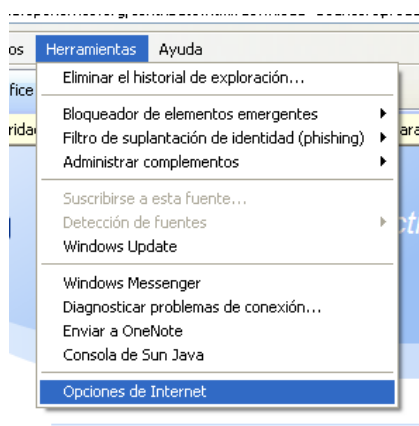 os Herramientas Ayuda
Eliminar el historial de exploración...
fice
Bloqueador de elementos emergentes
Filtro de suplantación de identidad (phishing)
Administrar complementos
Suscribirse a esta fuente...
Detección de fuentes
Windows Update
Windows Messenger
Diagnosticar problemas de conexión...
Enviar a OneNote
Consola de Sun Java
Opciones de Internet